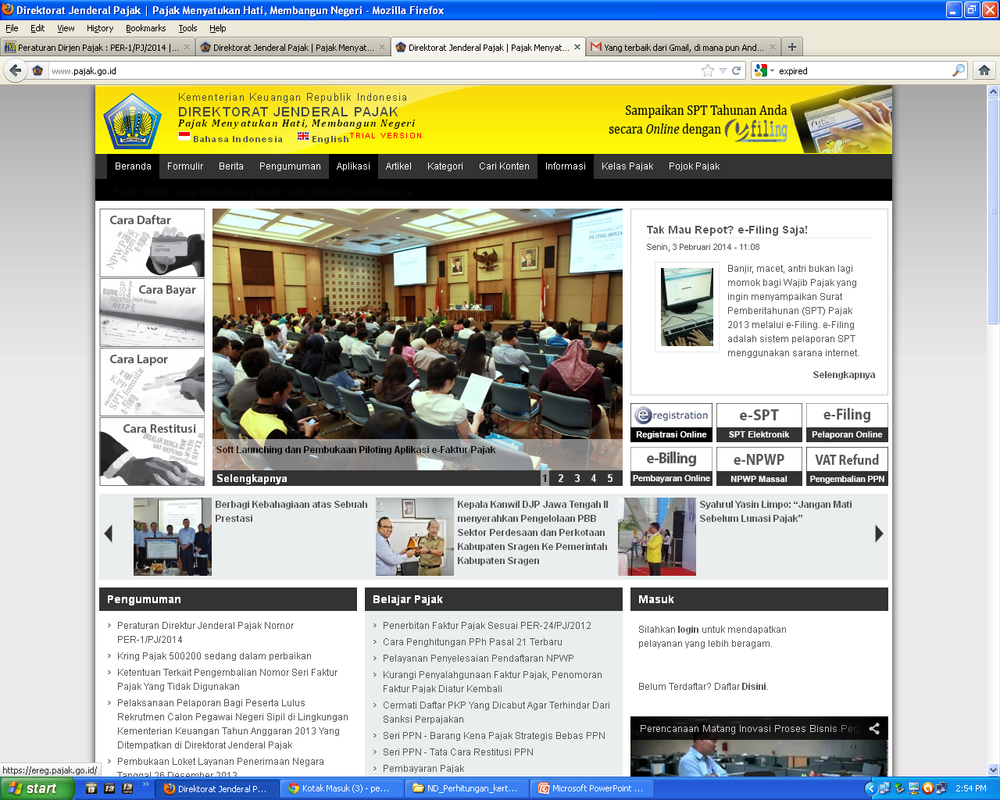 Direktorat Jenderal Pajak | Pajak Menyatukan Hati, Membangun Negeri - Mozilla Firefox
File Edit View History Bookmarks Tools Help
Peraturan Dirjen Pajak : PER-1/PJ/2014 |...
Direktorat Jenderal Pajak | Pajak Menyat...
Direktorat Jenderal Pajak | Pajak Menyat...
Yang terbaik dari Gmail, di mana pun And...
www.pajak.go.id
expired
Kementerian Keuangan Republik Indonesia
DIREKTORAT JENDERAL PAJAK
Pajak Menyatukan Hati, Membangun Negeri
Bahasa Indonesia English TRIAL VERSION
Sampaikan SPT Tahunan Anda
secara Online dengan e filing
Beranda Formulir Berita Pengumuman Aplikasi Artikel Kategori Cari Konten Informasi Kelas Pajak Pojok Pajak
Cara Daftar
Cara Bayar
Cara Lapor
Cara Restitusi
Soft Launching dan Pembukaan Piloting Aplikasi e-Faktur Pajak
Selengkapnya 1 2 3 4 5
Tak Mau Repot? e-Filing Saja!
Senin, 3 Pebruari 2014 - 11:08
Banjir, macet, antri bukan lagi
momok bagi Wajib Pajak yang
ingin menyampaikan Surat
Pemberitahunan (SPT) Pajak
2013 melalui e-Filing. e-Filing
adalah sistem pelaporan SPT
menggunakan sarana internet.
Selengkapnya
e registration
Registrasi Online
e-SPT
SPT Elektronik
e-Filing
Pelaporan Online
e-Billing
Pembayaran Online
e-NPWP
NPWP Massal
VAT Refund
Pengembalian PPN
Berbagi Kebahagiaan atas Sebuah
Prestasi
Kepala Kanwil DJP Jawa Tengah II
menyerahkan Pengelolaan PBB
Sektor Perdesaan dan Perkotaan
Kabupaten Sragen Ke Pemerintah
Kabupaten Sragen
Syahrul Yasin Limpo: “Jangan Mati
Sebelum Lunasi Pajak”
Pengumuman
Peraturan Direktur Jenderal Pajak Nomor
PER-1/PJ/2014
Kring Pajak 500200 sedang dalam perbaikan
Ketentuan Terkait Pengembalian Nomor Seri Faktur
Pajak Yang Tidak Digunakan
Pelaksanaan Pelaporan Bagi Peserta Lulus
Rekrutmen Calon Pegawai Negeri Sipil di Lingkungan
Kementerian Keuangan Tahun Anggaran 2013 Yang
Ditempatkan di Direktorat Jenderal Pajak
Pembukaan Loket Layanan Penerimaan Negara
Tanggal 26 Desember 2013
Belajar Pajak
Penerbitan Faktur Pajak Sesuai PER-24/PJ/2012
Cara Penghitungan PPh Pasal 21 Terbaru
Pelayanan Penyelesaian Pendaftaran NPWP
Kurangi Penyalahgunaan Faktur Pajak, Penomoran
Faktur Pajak Diatur Kembali
Cermati Daftar PKP Yang Dicabut Agar Terhindar Dari
Sanksi Perpajakan
Seri PPN - Barang Kena Pajak Strategis Bebas PPN
Seri PPN - Tata Cara Restitusi PPN
Pembayaran Pajak
Masuk
Silahkan login untuk mendapatkan
pelayanan yang lebih beragam.
Belum Terdaftar? Daftar Disini.
Perencanaan Matang Inovasi Proses Bisnis Perp
https://ereg.pajak.go.id/
start
Direktorat Jenderal P...
Kotak Masuk (3) - pe...
ND_Perhitungan_kert...
Microsoft PowerPoint ...
2:54 PM